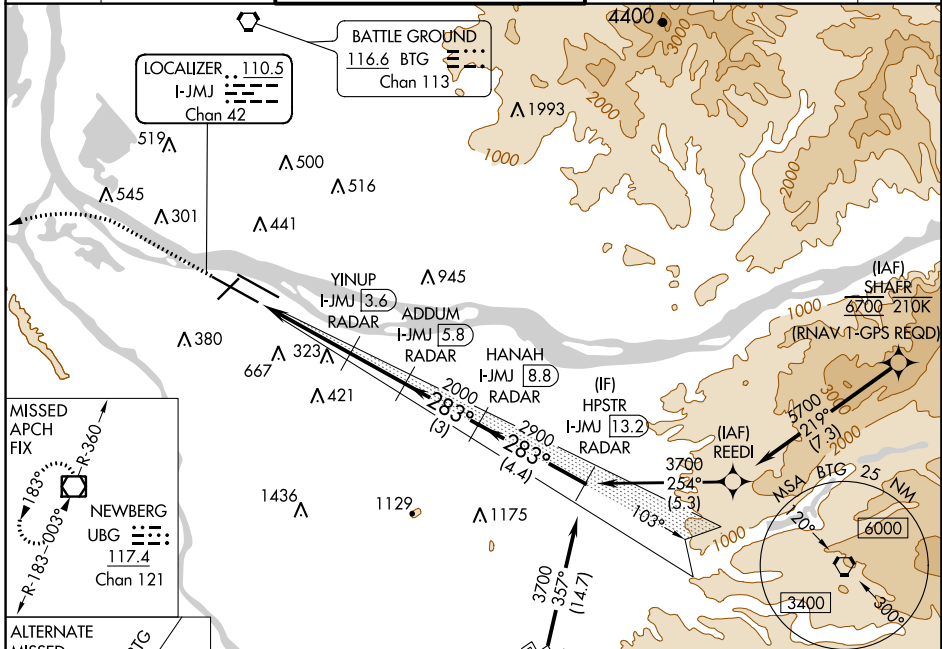 4400
3000
BATTLE GROUND
116.6 BTG
Chan 113
LOCALIZER 110.5
I-JMJ
Chan 42
1993
2000
1000
2000
519
500
516
545
301
441
945
YINUP
I-JMJ 3.6
RADAR
ADDUM
I-JMJ 5.8
RADAR
HANAH
I-JMJ 8.8
RADAR
(IF)
HPSTR
I-JMJ 13.2
RADAR
(IAF)
SHAFR
6700 210K
(RNAV 1-GPS REQD)
1000
380
323
667
421
2000
283°
(3)
2900
283°
(4.4)
3700
254°
(5.3)
(IAF)
REEDI
5700
219°
(7.3)
3000
2000
103°
1000
MISSED
APCH
FIX
R-360
183°
R-183
003°
NEWBERG
UBG
117.4
Chan 121
1436
1129
1175
3700
357°
(14.7)
MSA BTG 25 NM
120°
6000
3400
300°
ALTERNATE
MISSED
BTG